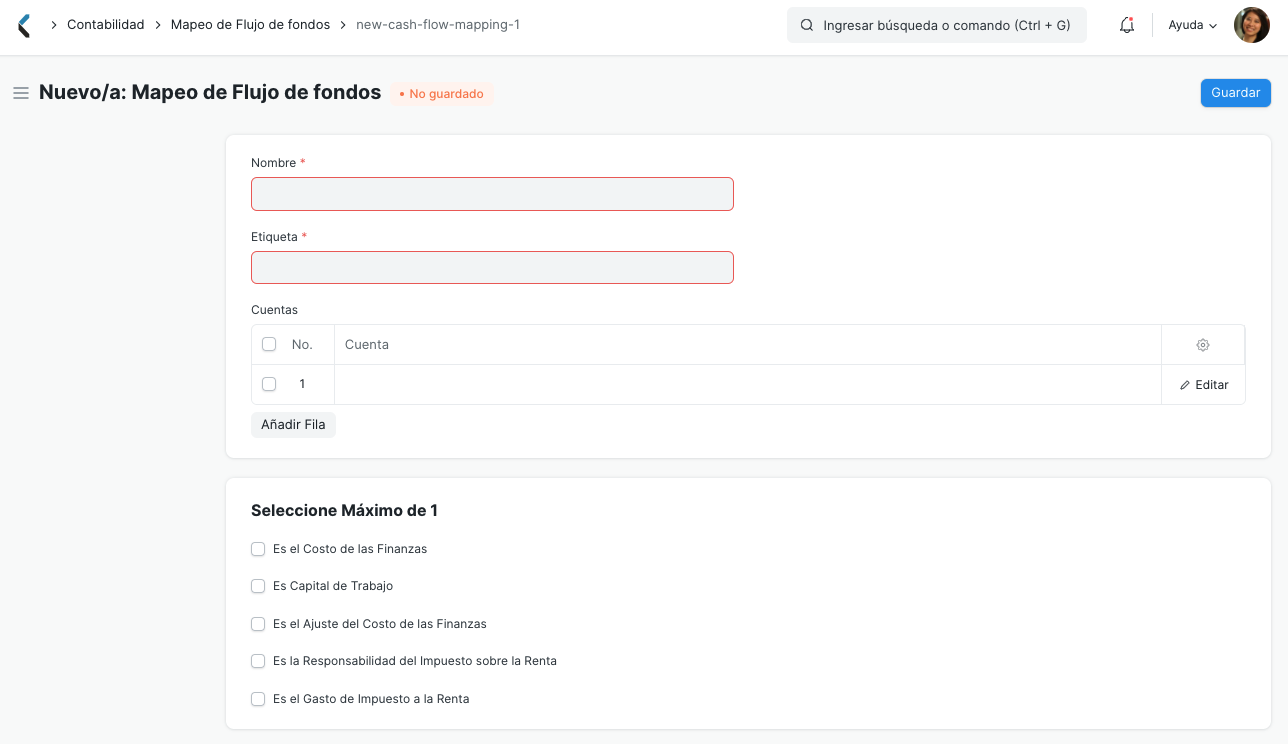 Contabilidad Mapeo de Flujo de fondos new-cash-flow-mapping-1 Ingresar búsqueda o comando (Ctrl + G) Ayuda
Nuevo/a: Mapeo de Flujo de fondos No guardado Guardar
Nombre *
Etiqueta *
Cuentas
No. Cuenta
1 Editar
Añadir Fila
Seleccione Máximo de 1
Es el Costo de las Finanzas
Es Capital de Trabajo
Es el Ajuste del Costo de las Finanzas
Es la Responsabilidad del Impuesto sobre la Renta
Es el Gasto de Impuesto a la Renta